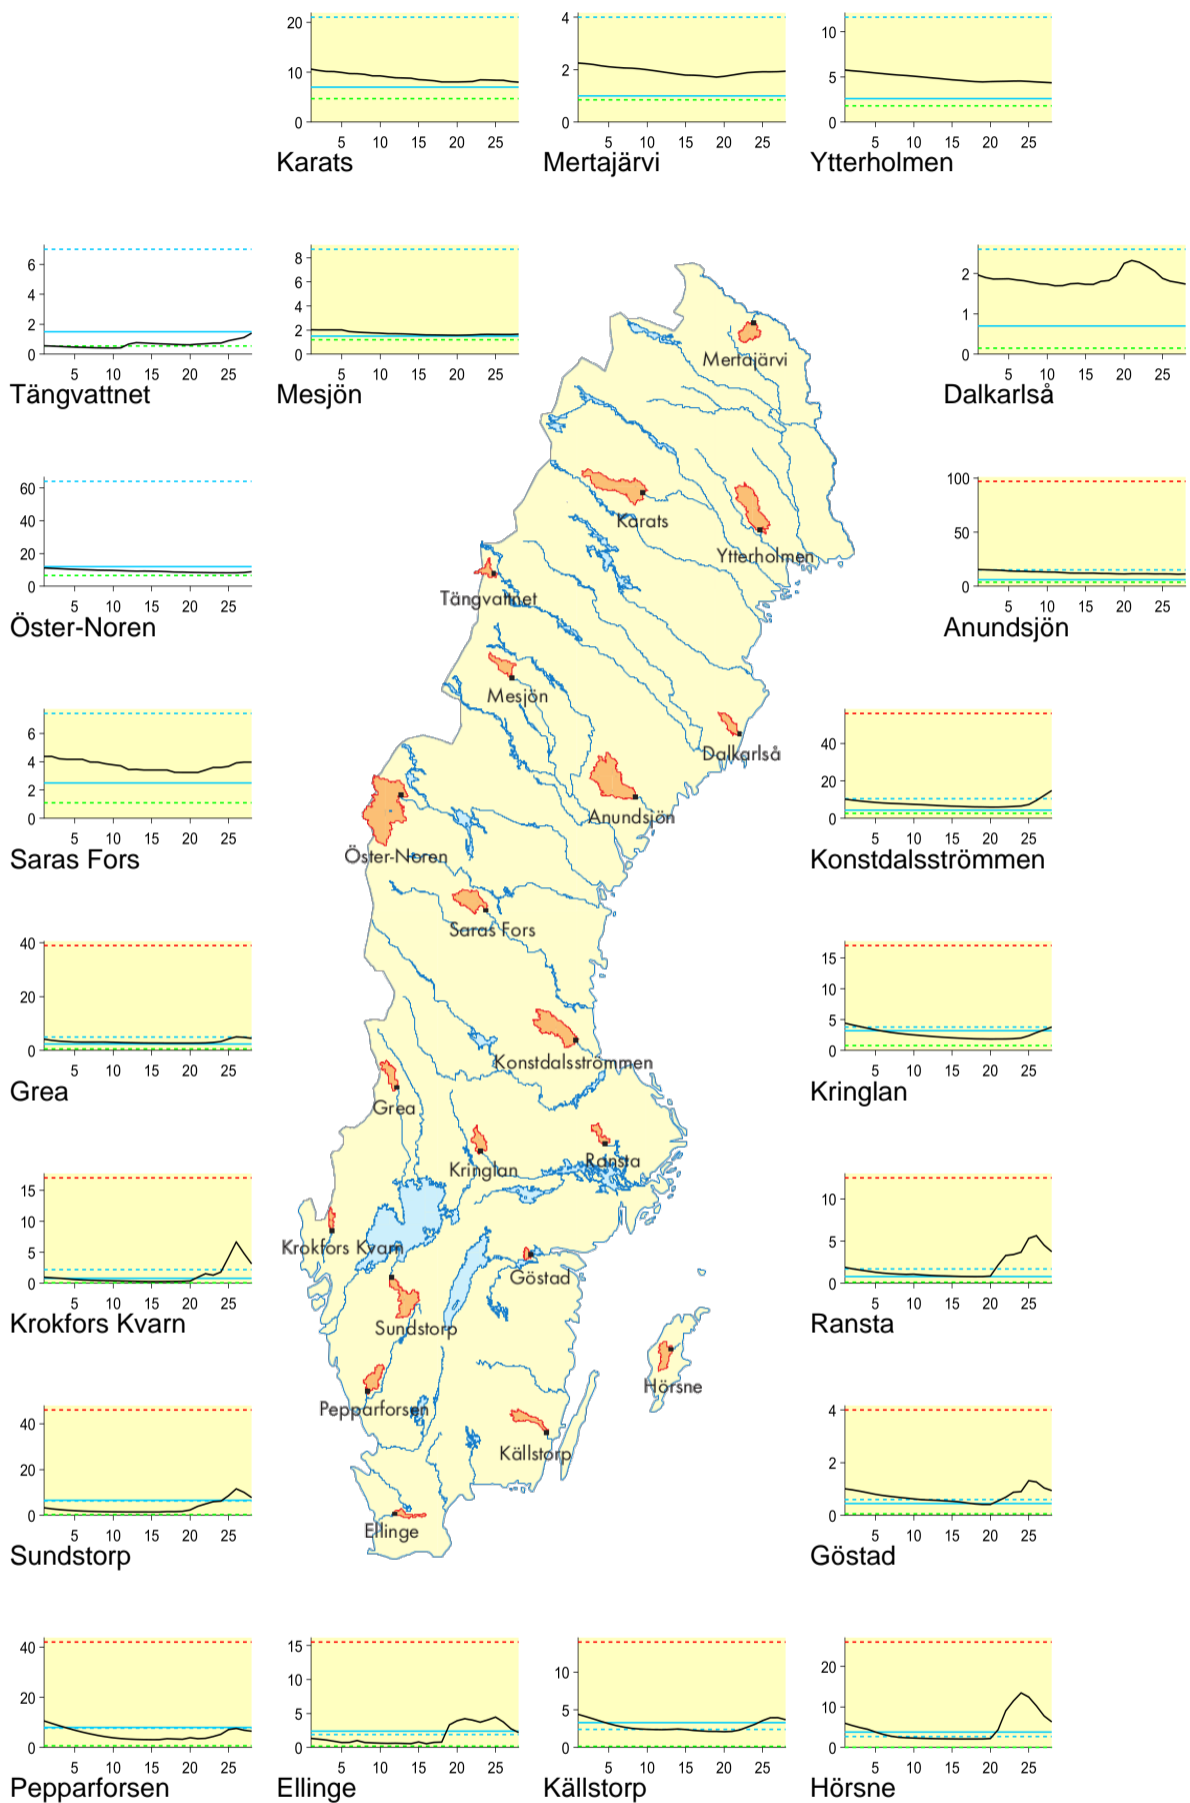 20
10
0
5 10 15 20 25
Karats
4
2
0
5 10 15 20 25
Mertajärvi
10
5
0
5 10 15 20 25
Ytterholmen
6
4
2
0
5 10 15 20 25
Tängvattnet
8
6
4
2
0
5 10 15 20 25
Mesjön
2
1
0
5 10 15 20 25
Dalkarlså
60
40
20
0
5 10 15 20 25
Öster-Noren
100
50
0
5 10 15 20 25
Anundsjön
6
4
2
0
5 10 15 20 25
Saras Fors
40
20
0
5 10 15 20 25
Konstdalsströmmen
40
20
0
5 10 15 20 25
Grea
15
10
5
0
5 10 15 20 25
Kringlan
15
10
5
0
5 10 15 20 25
Krokfors Kvarn
10
5
0
5 10 15 20 25
Ransta
40
20
0
5 10 15 20 25
Sundstorp
4
2
0
5 10 15 20 25
Göstad
40
20
0
5 10 15 20 25
Pepparforsen
15
10
5
0
5 10 15 20 25
Ellinge
10
5
0
5 10 15 20 25
Källstorp
20
10
0
5 10 15 20 25
Hörsne
Mertajärvi
Karats
Ytterholmen
Tängvattnet
Mesjön
Dalkarlså
Anundsjön
Öster-Noren
Saras Fors
Konstdalsströmmen
Grea
Kringlan
Ransta
Krokfors Kvarn
Göstad
Sundstorp
Hörsne
Pepparforsen
Källstorp
Ellinge